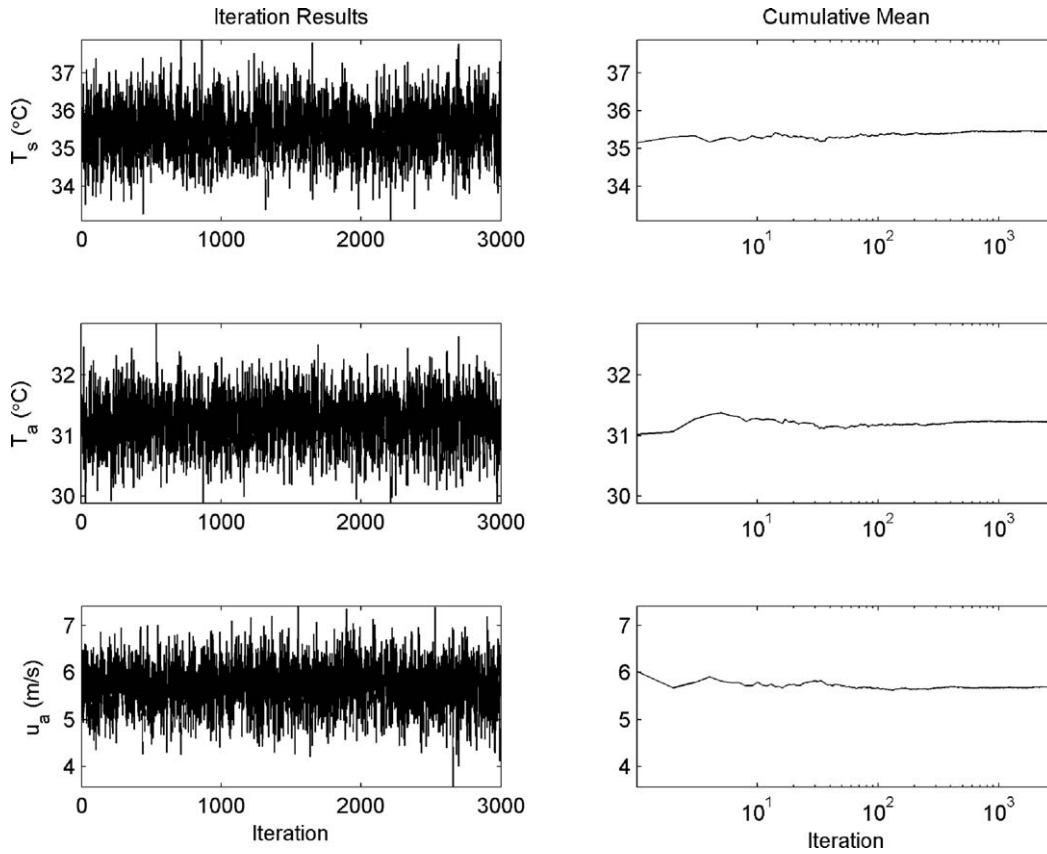 Iteration Results
Cumulative Mean
T_s (°C)
37
36
35
34
0 1000 2000 3000
37
36
35
34
10^1 10^2 10^3
T_a (°C)
32
31
30
0 1000 2000 3000
32
31
30
10^1 10^2 10^3
u_a (m/s)
7
6
5
4
0 1000 2000 3000
Iteration
7
6
5
4
10^1 10^2 10^3
Iteration